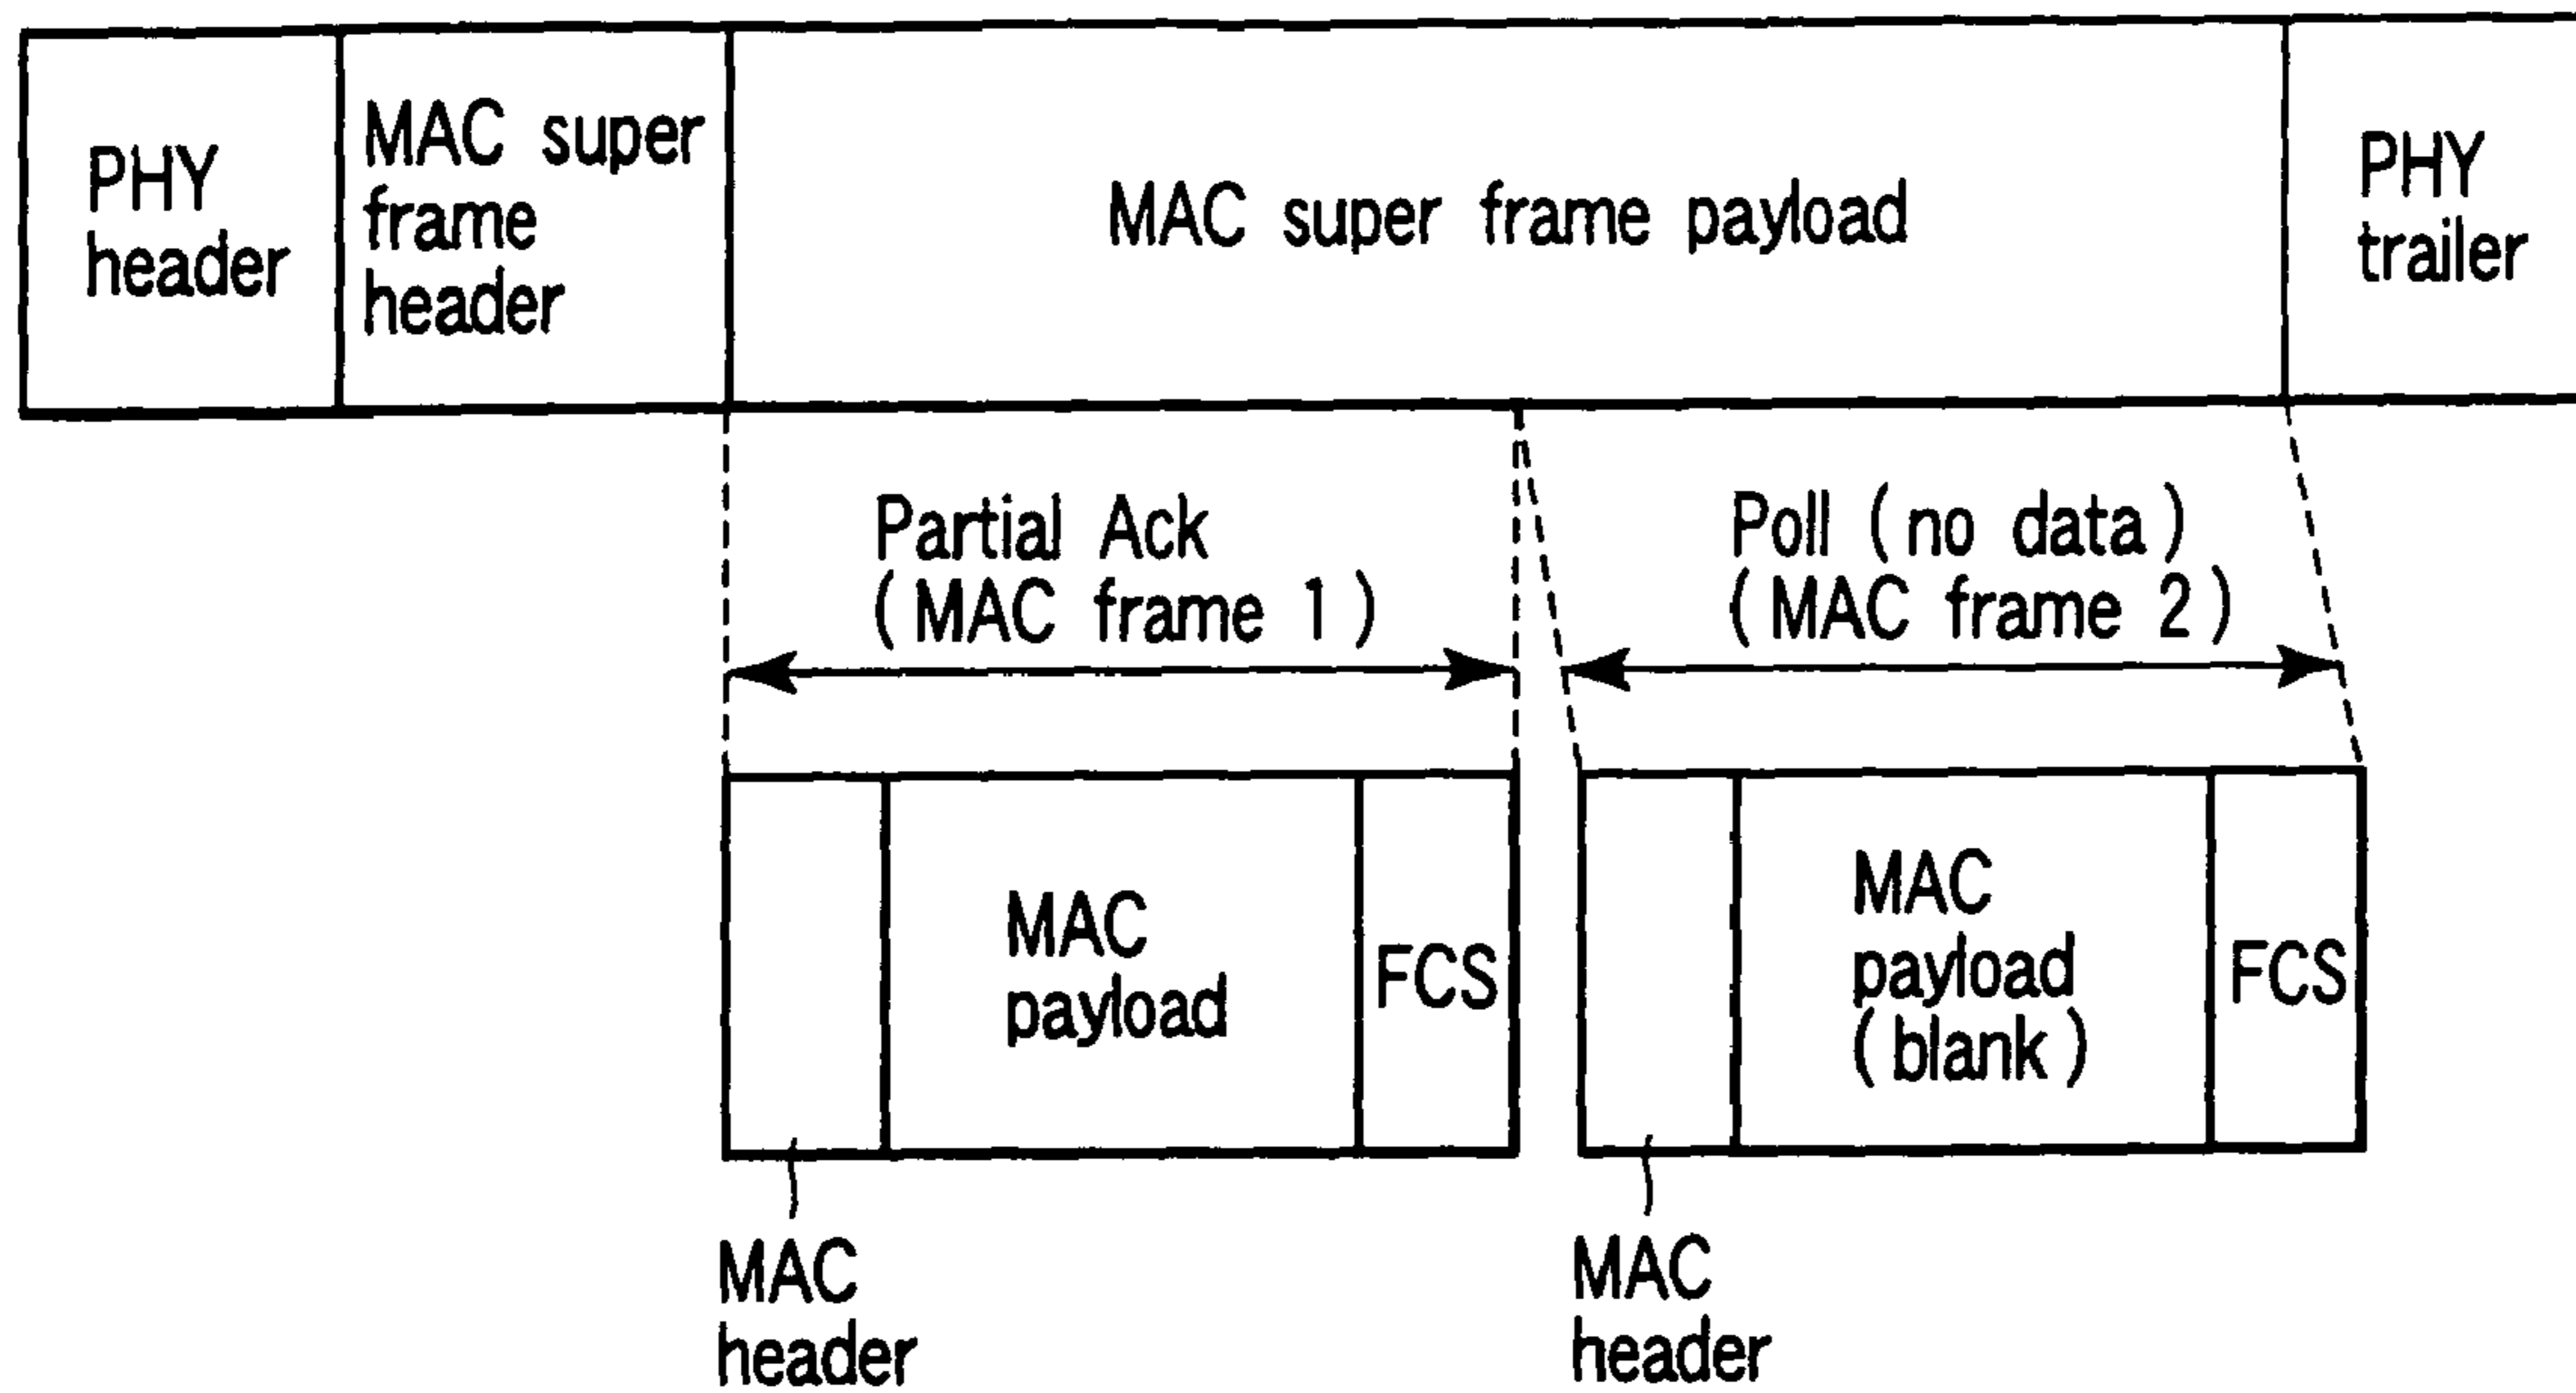 PHY
header
MAC super
frame
header
MAC super frame payload
PHY
trailer
Partial Ack
(MAC frame 1)
Poll (no data)
(MAC frame 2)
MAC
payload
FCS
MAC
payload
(blank)
FCS
MAC
header
MAC
header